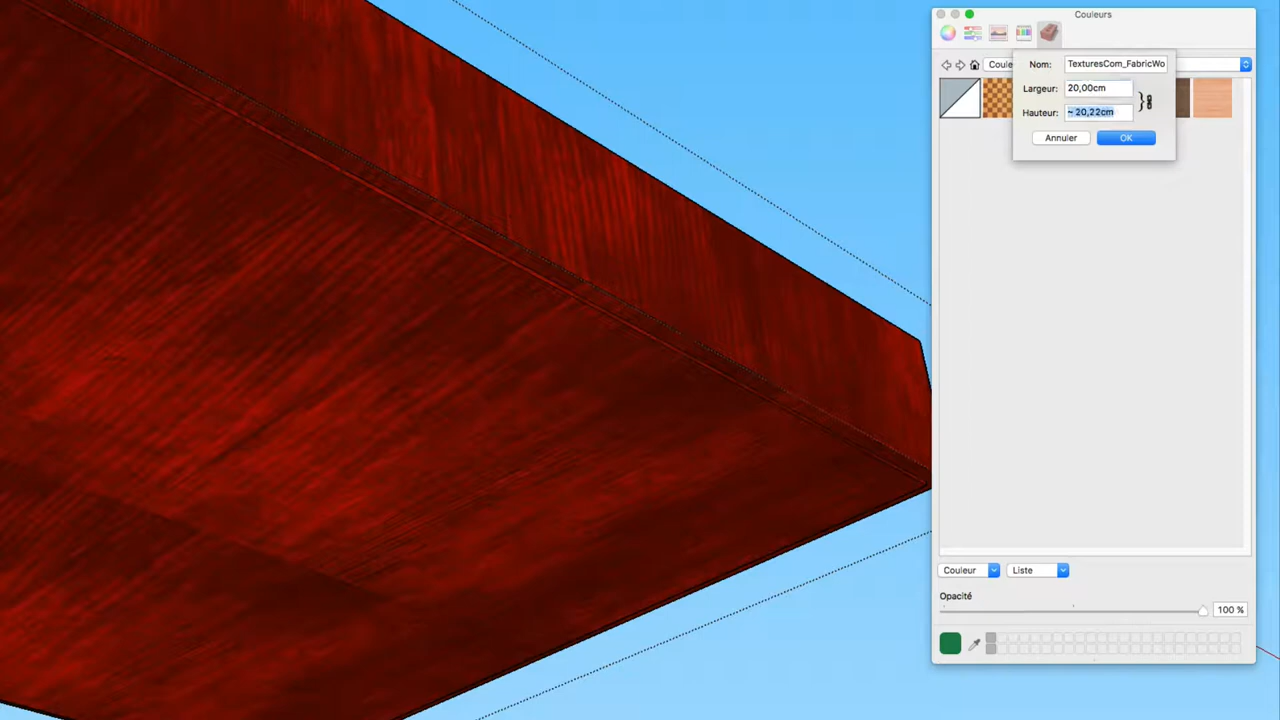 Couleurs
Coule
Nom: TexturesCom_FabricWo
Largeur: 20,00cm
Hauteur: ~ 20,22cm
Annuler OK
Couleur Liste
Opacité
100 %